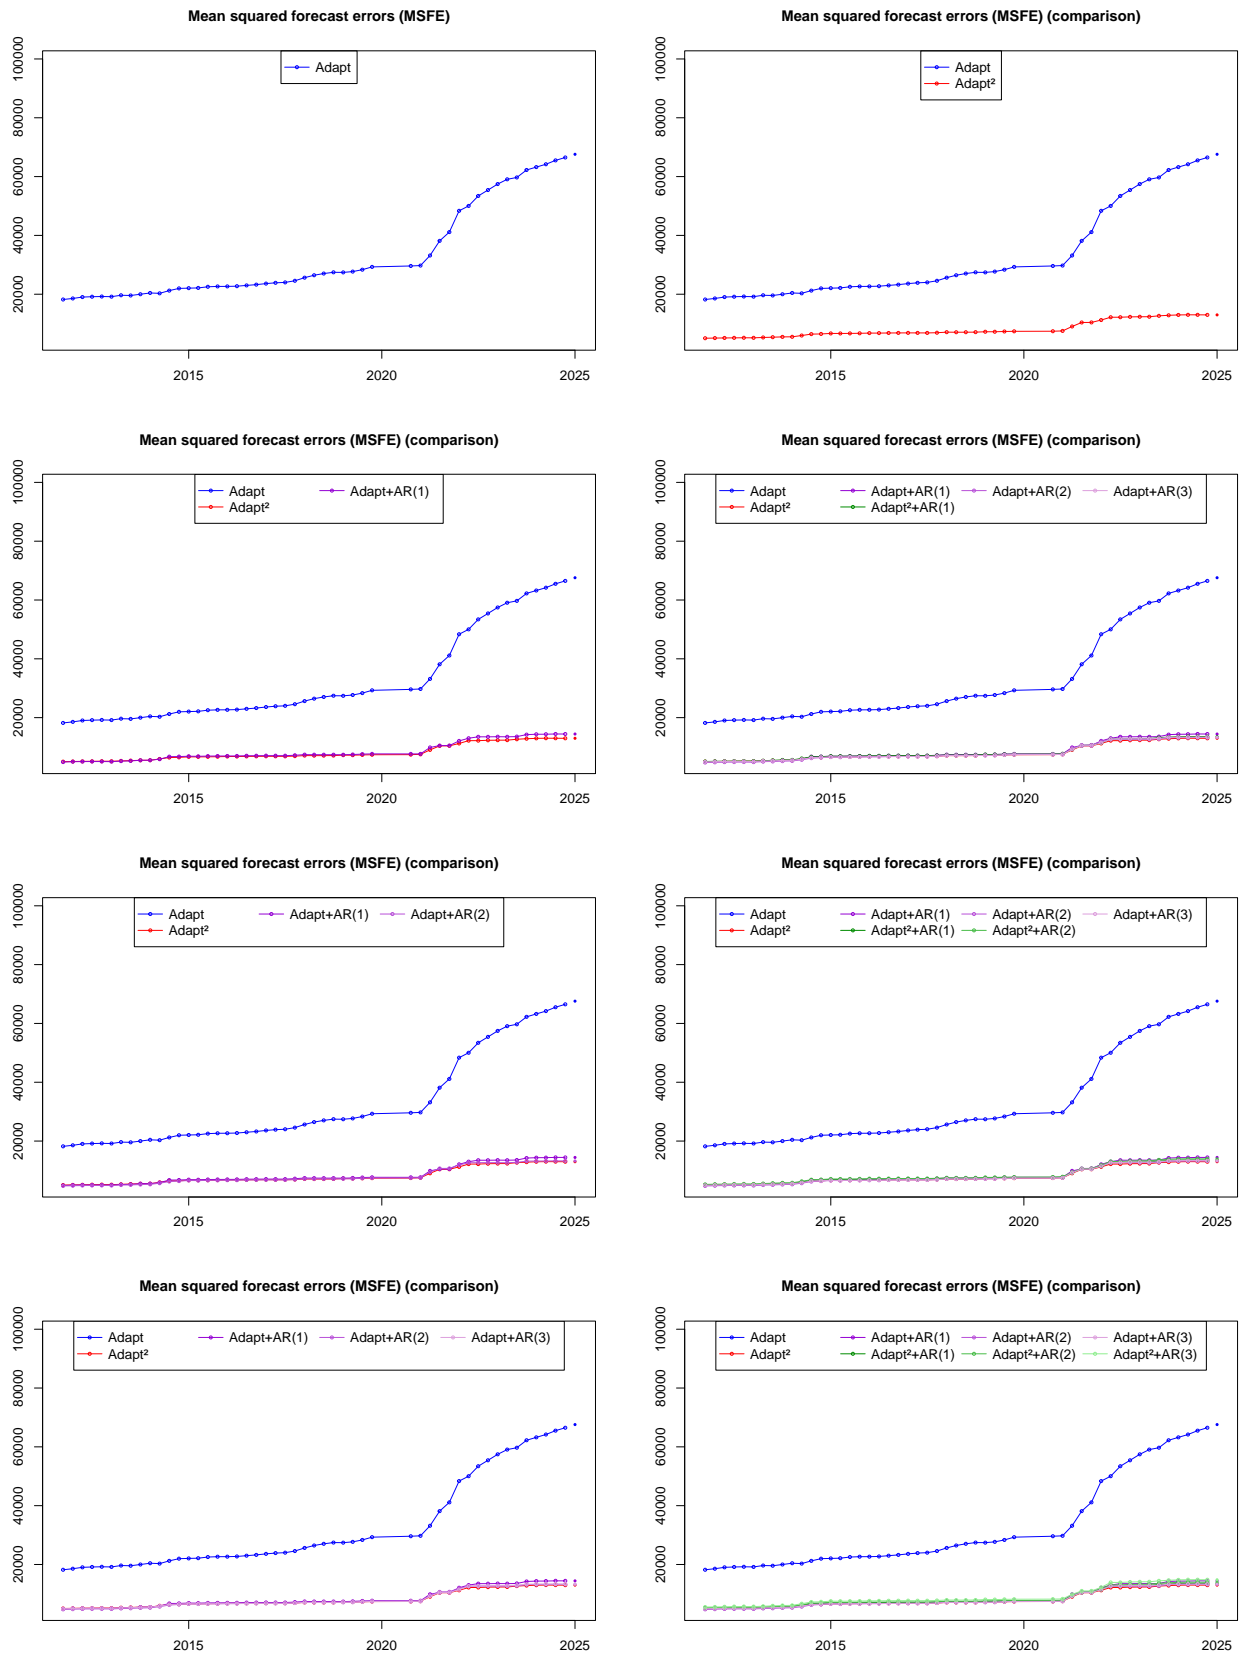 Mean squared forecast errors (MSFE)
100000
80000
60000
40000
20000
Adapt
2015 2020 2025
Mean squared forecast errors (MSFE) (comparison)
100000
80000
60000
40000
20000
Adapt
Adapt²
2015 2020 2025
Mean squared forecast errors (MSFE) (comparison)
100000
80000
60000
40000
20000
Adapt Adapt+AR(1)
Adapt²
2015 2020 2025
Mean squared forecast errors (MSFE) (comparison)
100000
80000
60000
40000
20000
Adapt Adapt+AR(1) Adapt+AR(2) Adapt+AR(3)
Adapt² Adapt²+AR(1)
2015 2020 2025
Mean squared forecast errors (MSFE) (comparison)
100000
80000
60000
40000
20000
Adapt Adapt+AR(1) Adapt+AR(2)
Adapt²
2015 2020 2025
Mean squared forecast errors (MSFE) (comparison)
100000
80000
60000
40000
20000
Adapt Adapt+AR(1) Adapt+AR(2) Adapt+AR(3)
Adapt² Adapt²+AR(1) Adapt²+AR(2)
2015 2020 2025
Mean squared forecast errors (MSFE) (comparison)
100000
80000
60000
40000
20000
Adapt Adapt+AR(1) Adapt+AR(2) Adapt+AR(3)
Adapt²
2015 2020 2025
Mean squared forecast errors (MSFE) (comparison)
100000
80000
60000
40000
20000
Adapt Adapt+AR(1) Adapt+AR(2) Adapt+AR(3)
Adapt² Adapt²+AR(1) Adapt²+AR(2) Adapt²+AR(3)
2015 2020 2025